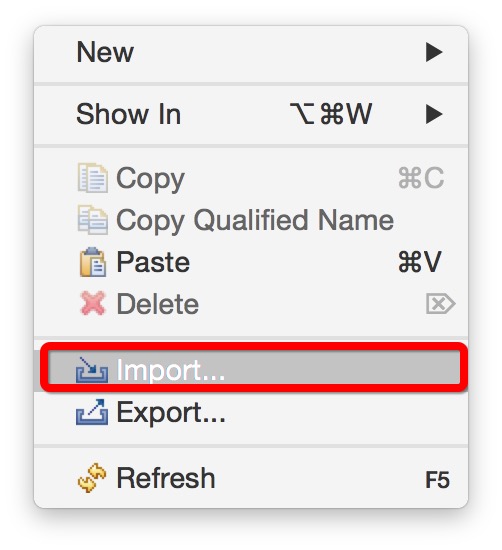 New ▶
Show In ⌥⌘W ▶
Copy ⌘C
Copy Qualified Name
Paste ⌘V
Delete ⌦
Import...
Export...
Refresh F5